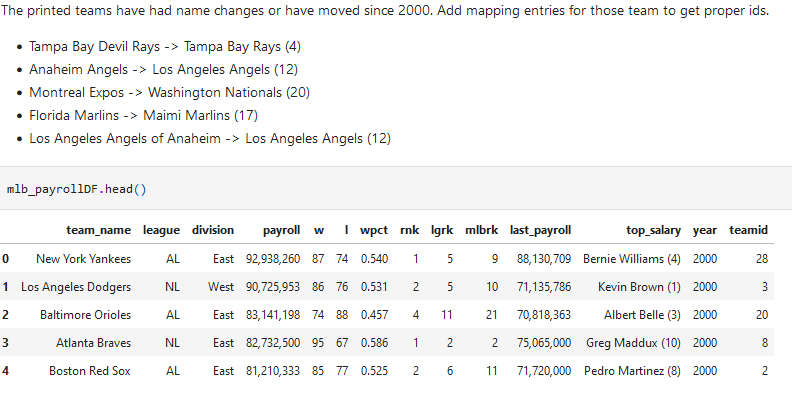 The printed teams have had name changes or have moved since 2000. Add mapping entries for those team to get proper ids.
• Tampa Bay Devil Rays -> Tampa Bay Rays (4)
• Anaheim Angels -> Los Angeles Angels (12)
• Montreal Expos -> Washington Nationals (20)
• Florida Marlins -> Maimi Marlins (17)
• Los Angeles Angels of Anaheim -> Los Angeles Angels (12)
mlb_payrollDF.head()
team_name league division payroll w l wpct rnk lgrk mlbrk last_payroll top_salary year teamid
0 New York Yankees AL East 92,938,260 87 74 0.540 1 5 9 88,130,709 Bernie Williams (4) 2000 28
1 Los Angeles Dodgers NL West 90,725,953 86 76 0.531 2 5 10 71,135,786 Kevin Brown (1) 2000 3
2 Baltimore Orioles AL East 83,141,198 74 88 0.457 4 11 21 70,818,363 Albert Belle (3) 2000 20
3 Atlanta Braves NL East 82,732,500 95 67 0.586 1 2 2 75,065,000 Greg Maddux (10) 2000 8
4 Boston Red Sox AL East 81,210,333 85 77 0.525 2 6 11 71,720,000 Pedro Martinez (8) 2000 2